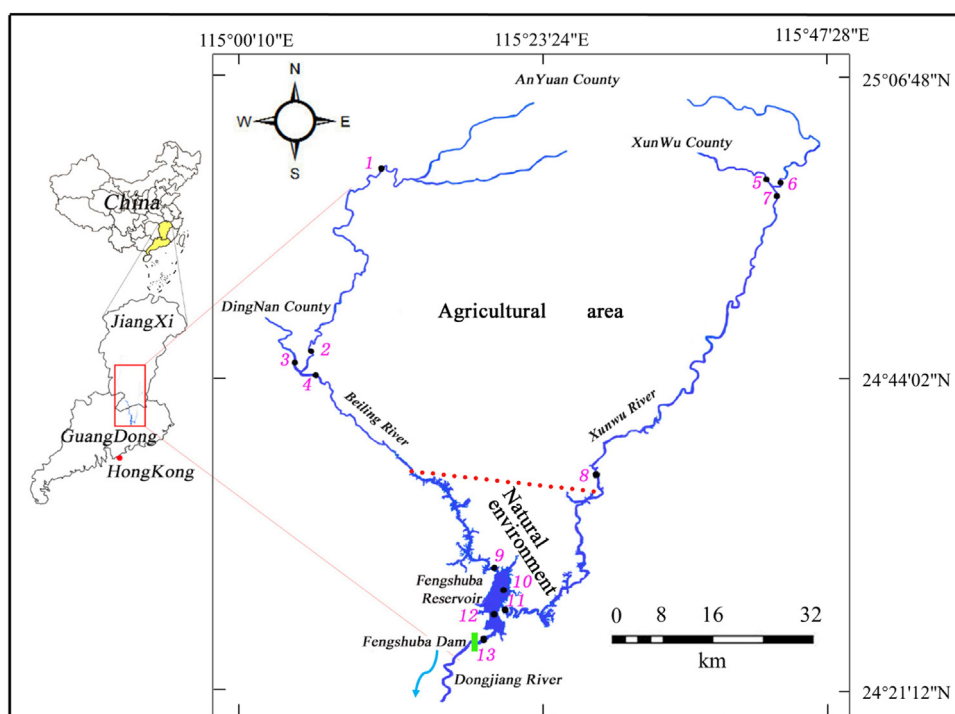 115°00'10"E
115°23'24"E
115°47'28"E
N
W
E
S
AnYuan County
25°06'48"N
XunWu County
1
5
6
7
China
JiangXi
DingNan County
Agricultural area
2
3
4
24°44'02"N
Beiling River
Xunwu River
GuangDong
HongKong
8
Natural
environment
9
Fengshuba
Reservoir
10
11
12
Fengshuba Dam
13
Dongjiang River
0 8 16 32
km
24°21'12"N